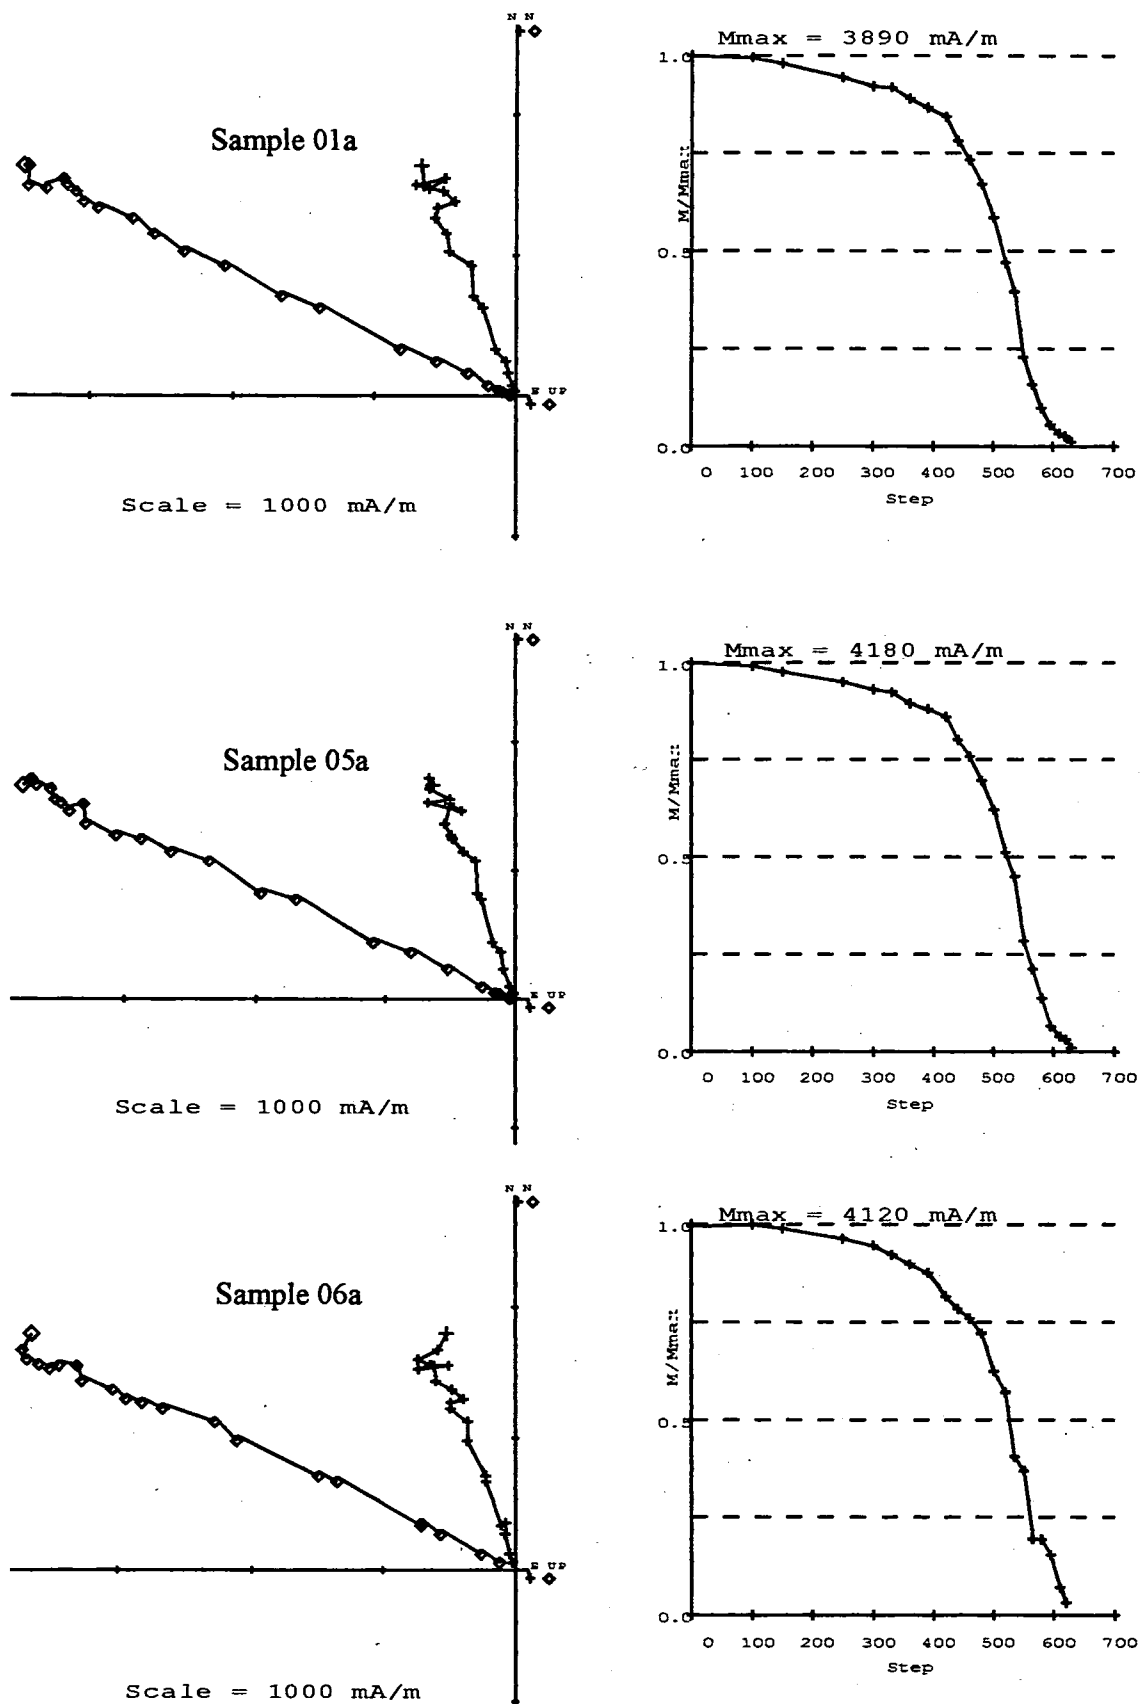 N N
Sample 01a
E UP
Scale = 1000 mA/m
Mmax = 3890 mA/m
1.0
M/Mmax
0.5
0.0
0 100 200 300 400 500 600 700
Step
N N
Sample 05a
E UP
Scale = 1000 mA/m
Mmax = 4180 mA/m
1.0
M/Mmax
0.5
0.0
0 100 200 300 400 500 600 700
Step
N N
Sample 06a
E UP
Scale = 1000 mA/m
Mmax = 4120 mA/m
1.0
M/Mmax
0.5
0.0
0 100 200 300 400 500 600 700
Step